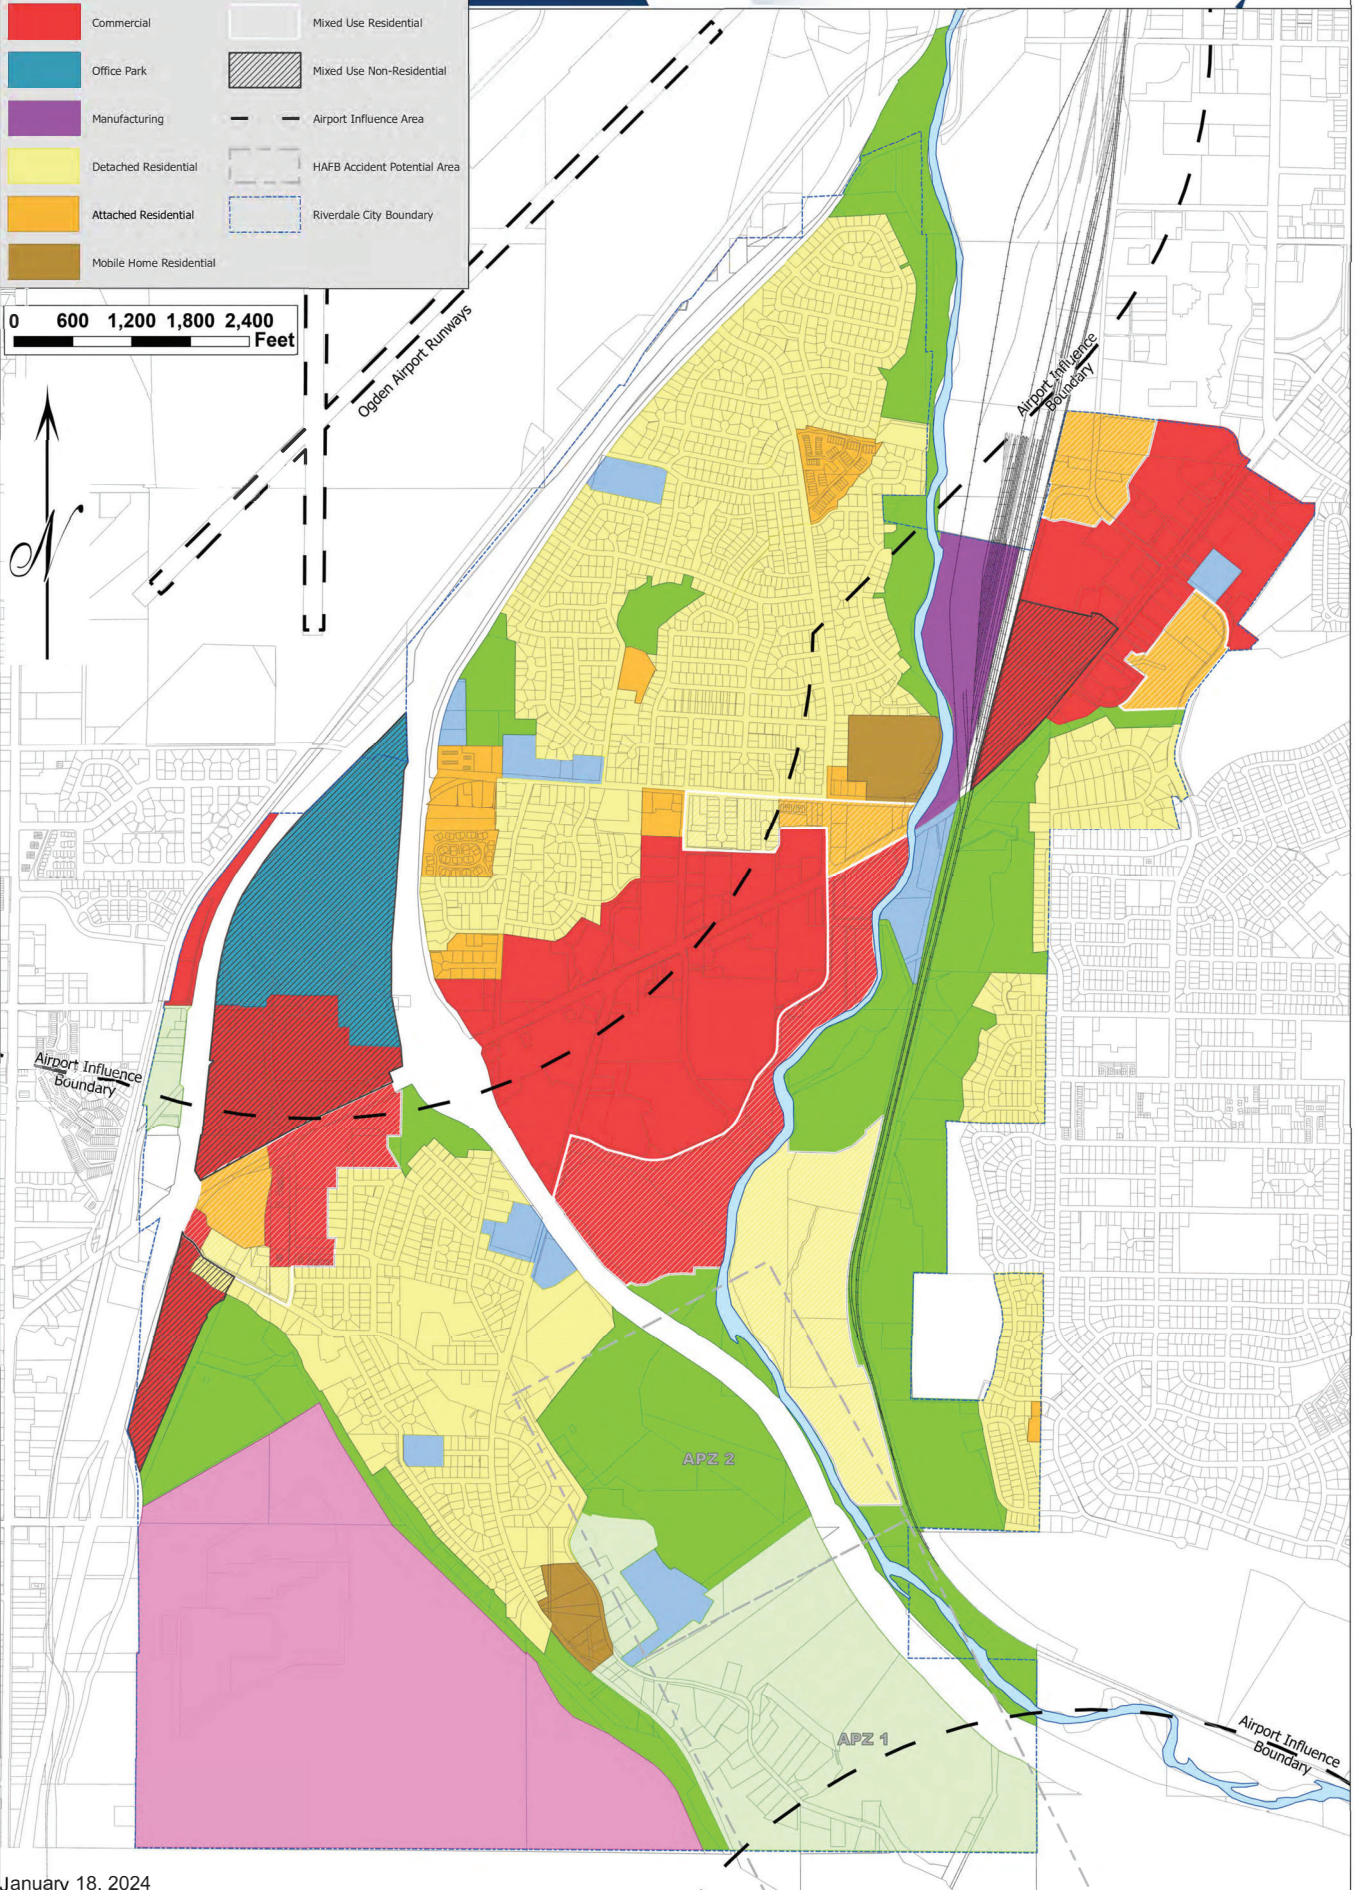 Commercial
Mixed Use Residential
Office Park
Mixed Use Non-Residential
Manufacturing
Airport Influence Area
Detached Residential
HAFB Accident Potential Area
Attached Residential
Riverdale City Boundary
Mobile Home Residential
0 600 1,200 1,800 2,400
Feet
Ogden Airport Runways
Airport Influence
Boundary
N
Airport Influence
Boundary
APZ 2
APZ 1
Airport Influence
Boundary
January 18, 2024